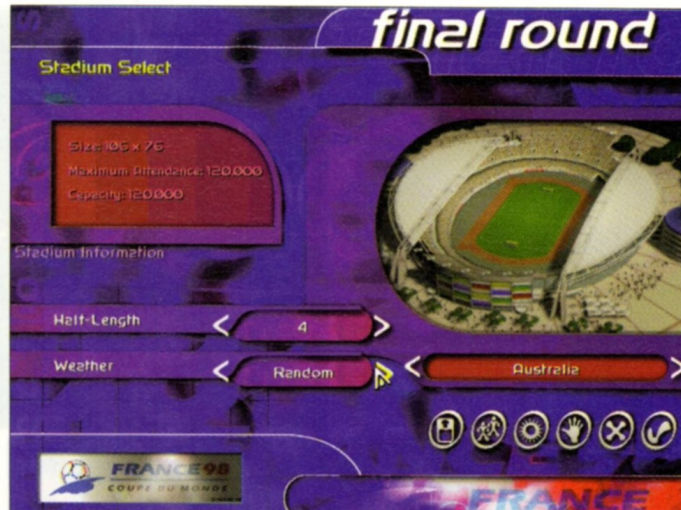 final round
Stadium Select
Size: 106 x 76
Maximum Attendance: 120.000
Capacity: 120.000
Stadium Information
Half-Length
< 4 >
Weather
< Random >
< Australia >
FRANCE 98
COUPE DU MONDE
FRANCE